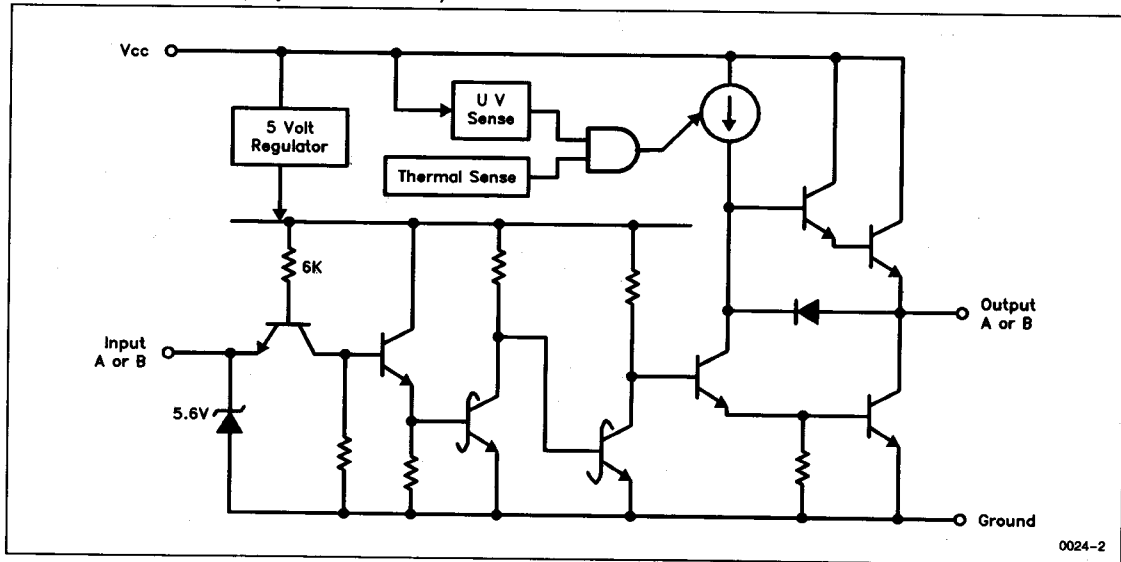 Vcc
U V
Sense
5 Volt
Regulator
Thermal Sense
6K
Input
A or B
Output
A or B
5.6V
Ground
0024-2